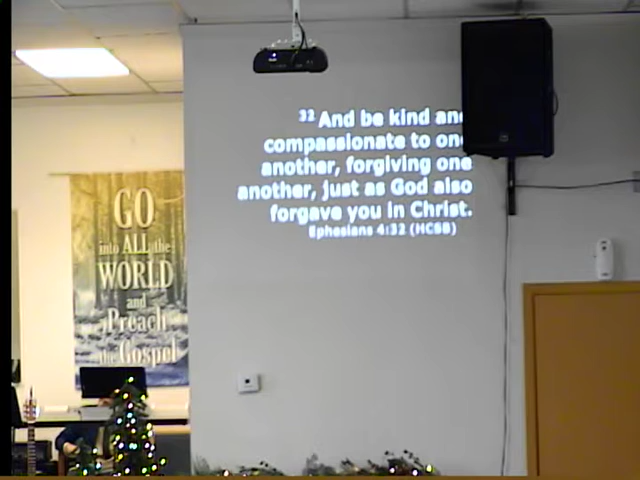 32 And be kind and
compassionate to one
another, forgiving one
another, just as God also
forgave you in Christ.
Ephesians 4:32 (HCSB)
GO
into ALL the
WORLD
and
Preach
the Gospel